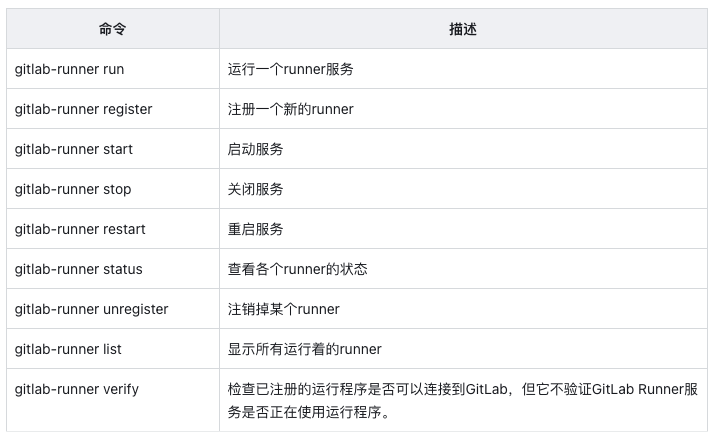 命令 描述
gitlab-runner run 运行一个runner服务
gitlab-runner register 注册一个新的runner
gitlab-runner start 启动服务
gitlab-runner stop 关闭服务
gitlab-runner restart 重启服务
gitlab-runner status 查看各个runner的状态
gitlab-runner unregister 注销掉某个runner
gitlab-runner list 显示所有运行着的runner
gitlab-runner verify 检查已注册的运行程序是否可以连接到GitLab，但它不验证GitLab Runner服
务是否正在使用运行程序。